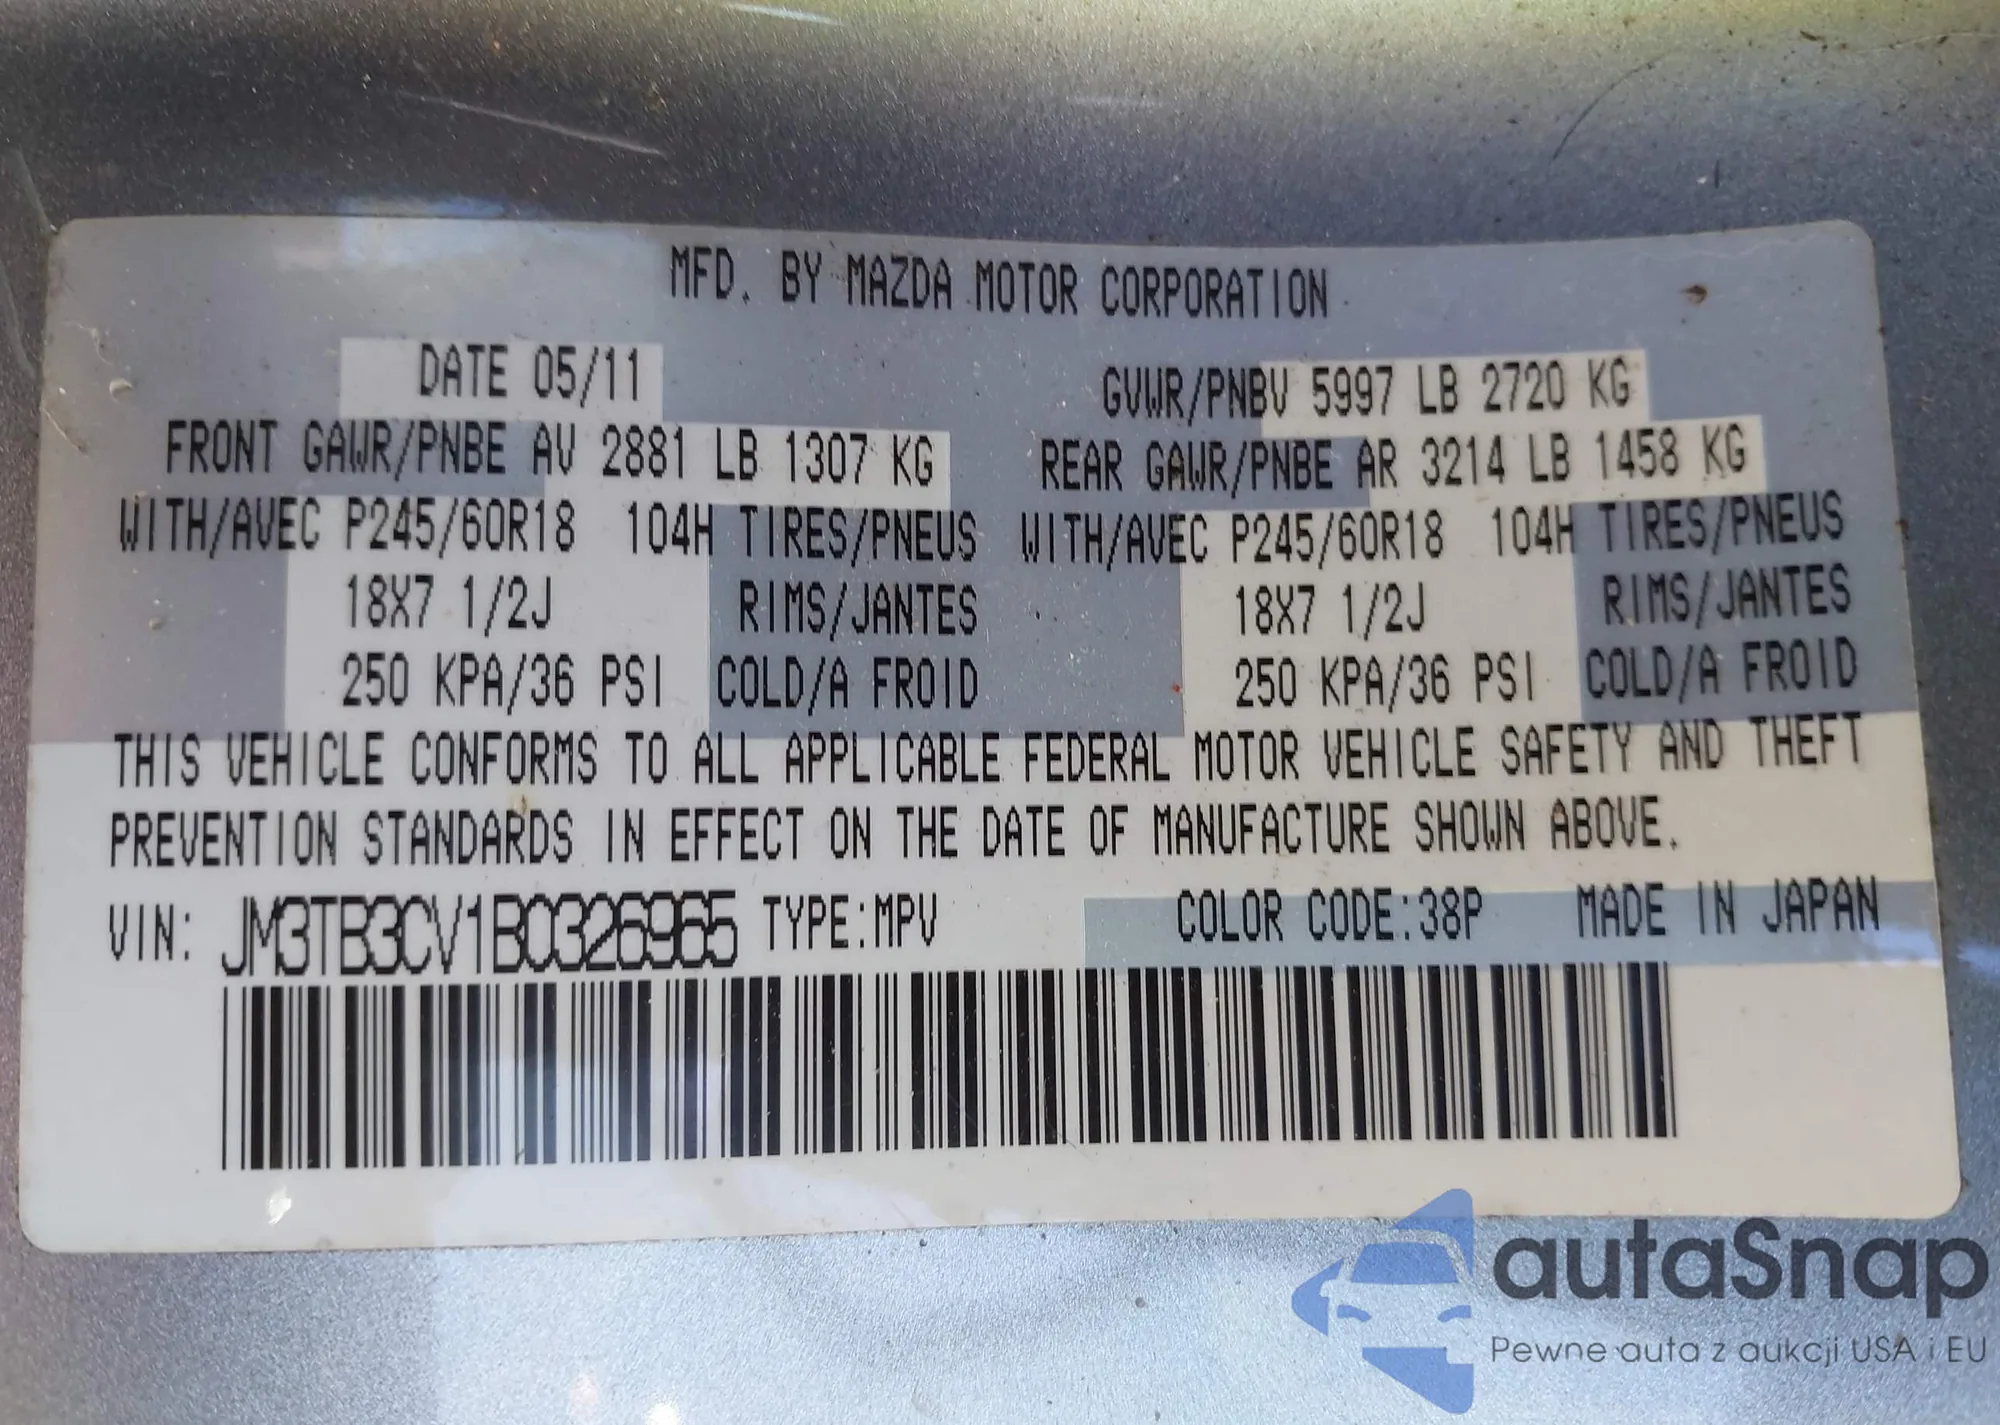 MFD. BY MAZDA MOTOR CORPORATION
DATE 05/11 GVWR/PNBV 5997 LB 2720 KG
FRONT GAWR/PNBE AV 2881 LB 1307 KG REAR GAWR/PNBE AR 3214 LB 1458 KG
WITH/AVEC P245/60R18 104H TIRES/PNEUS WITH/AVEC P245/60R18 104H TIRES/PNEUS
18X7 1/2J RIMS/JANTES 18X7 1/2J RIMS/JANTES
250 KPA/36 PSI COLD/A FROID 250 KPA/36 PSI COLD/A FROID
THIS VEHICLE CONFORMS TO ALL APPLICABLE FEDERAL MOTOR VEHICLE SAFETY AND THEFT
PREVENTION STANDARDS IN EFFECT ON THE DATE OF MANUFACTURE SHOWN ABOVE.
VIN: JM3TB3CV1B0326965 TYPE:MPV COLOR CODE:38P MADE IN JAPAN
autaSnap
Pewne auta z aukcji USA i EU